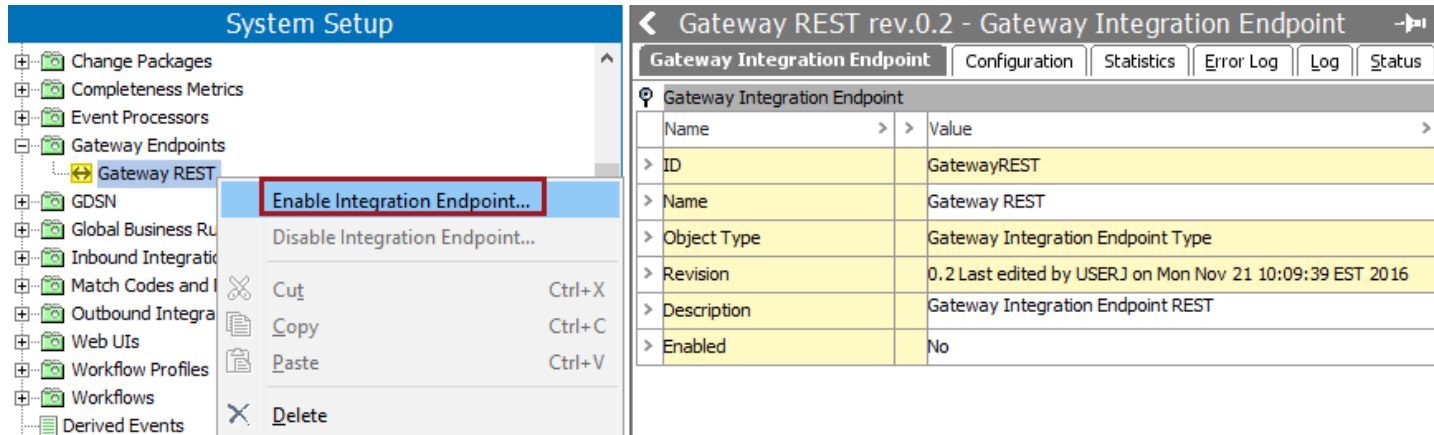 System Setup
Change Packages
Completeness Metrics
Event Processors
Gateway Endpoints
Gateway REST
GDSN
Global Business Ru
Inbound Integratio
Match Codes and
Outbound Integra
Web UIs
Workflow Profiles
Workflows
Derived Events
Enable Integration Endpoint...
Disable Integration Endpoint...
Cut Ctrl+X
Copy Ctrl+C
Paste Ctrl+V
Delete
Gateway REST rev.0.2 - Gateway Integration Endpoint
Gateway Integration Endpoint Configuration Statistics Error Log Log Status
Gateway Integration Endpoint
Name > > Value >
> ID GatewayREST
> Name Gateway REST
> Object Type Gateway Integration Endpoint Type
> Revision 0.2 Last edited by USERJ on Mon Nov 21 10:09:39 EST 2016
> Description Gateway Integration Endpoint REST
> Enabled No